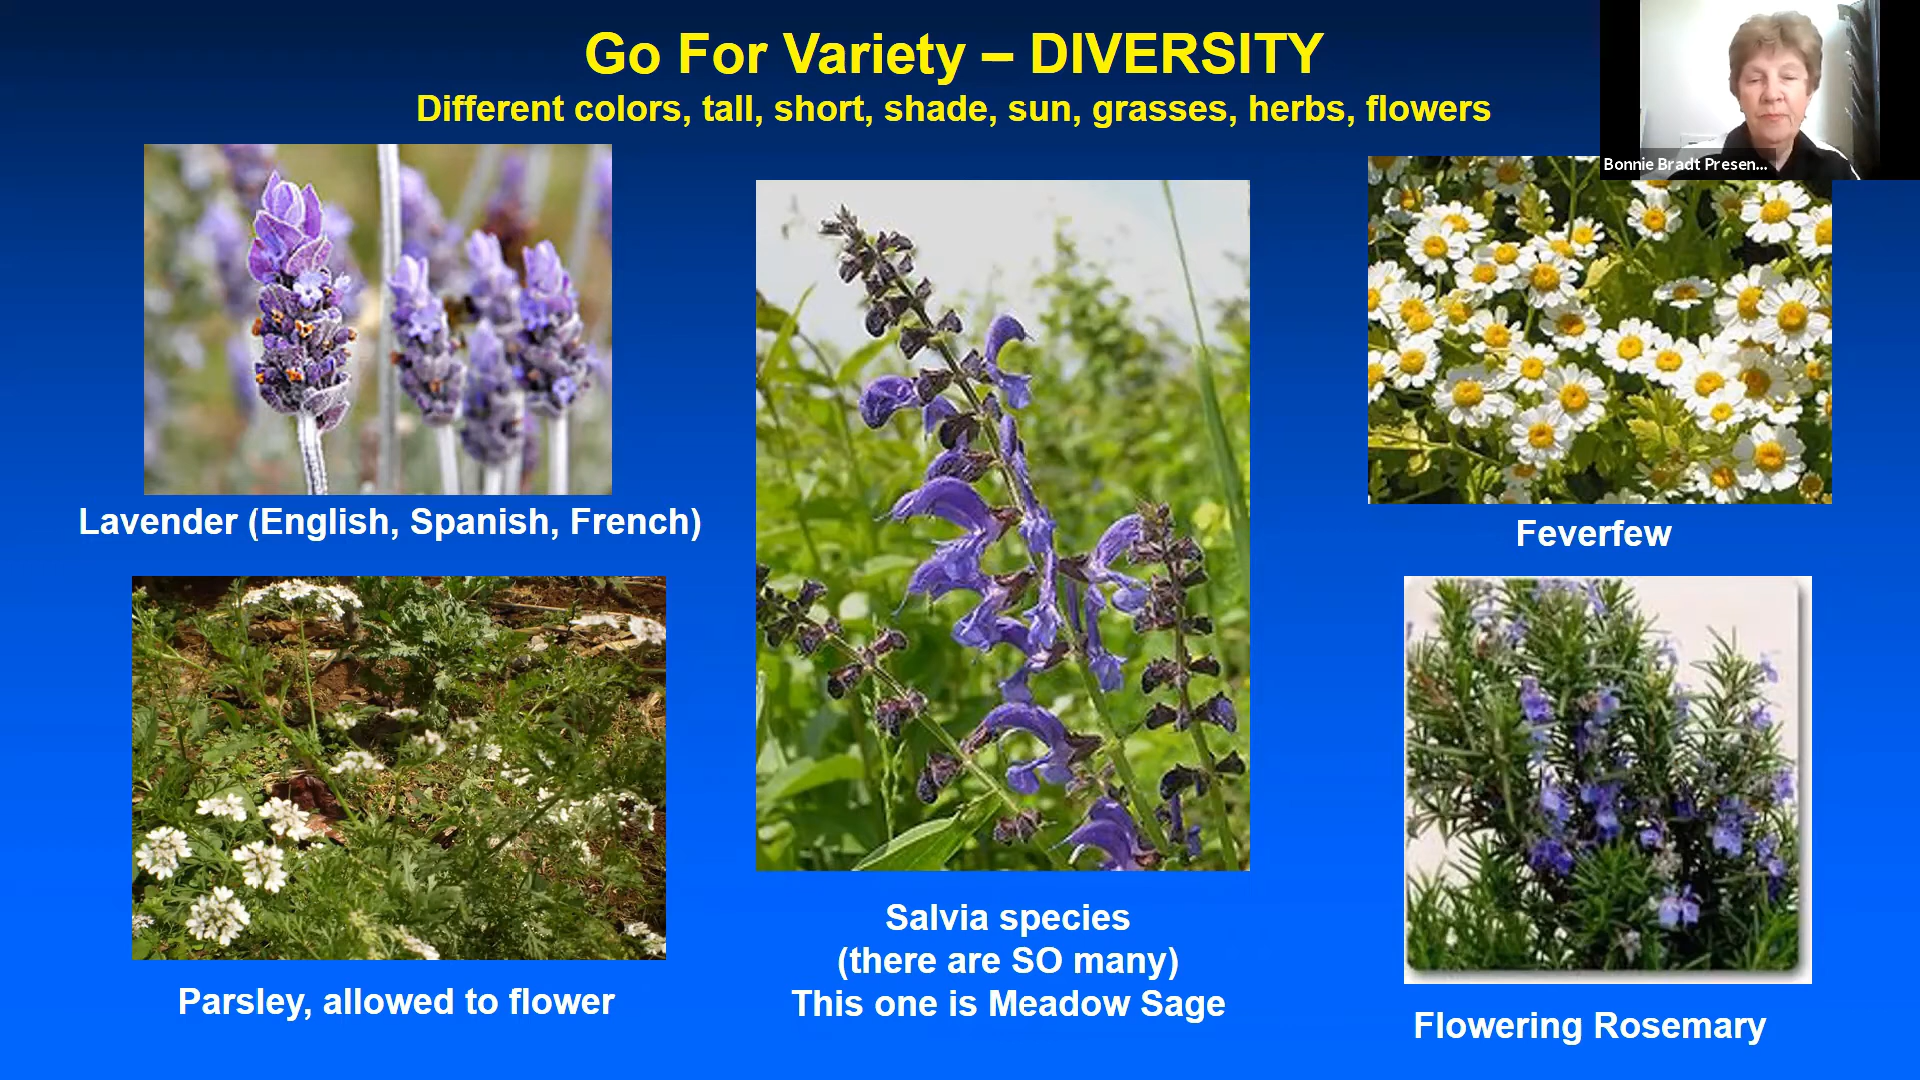 Go For Variety – DIVERSITY
Different colors, tall, short, shade, sun, grasses, herbs, flowers
Bonnie Bradt Presen...
Lavender (English, Spanish, French)
Feverfew
Parsley, allowed to flower
Salvia species
(there are SO many)
This one is Meadow Sage
Flowering Rosemary